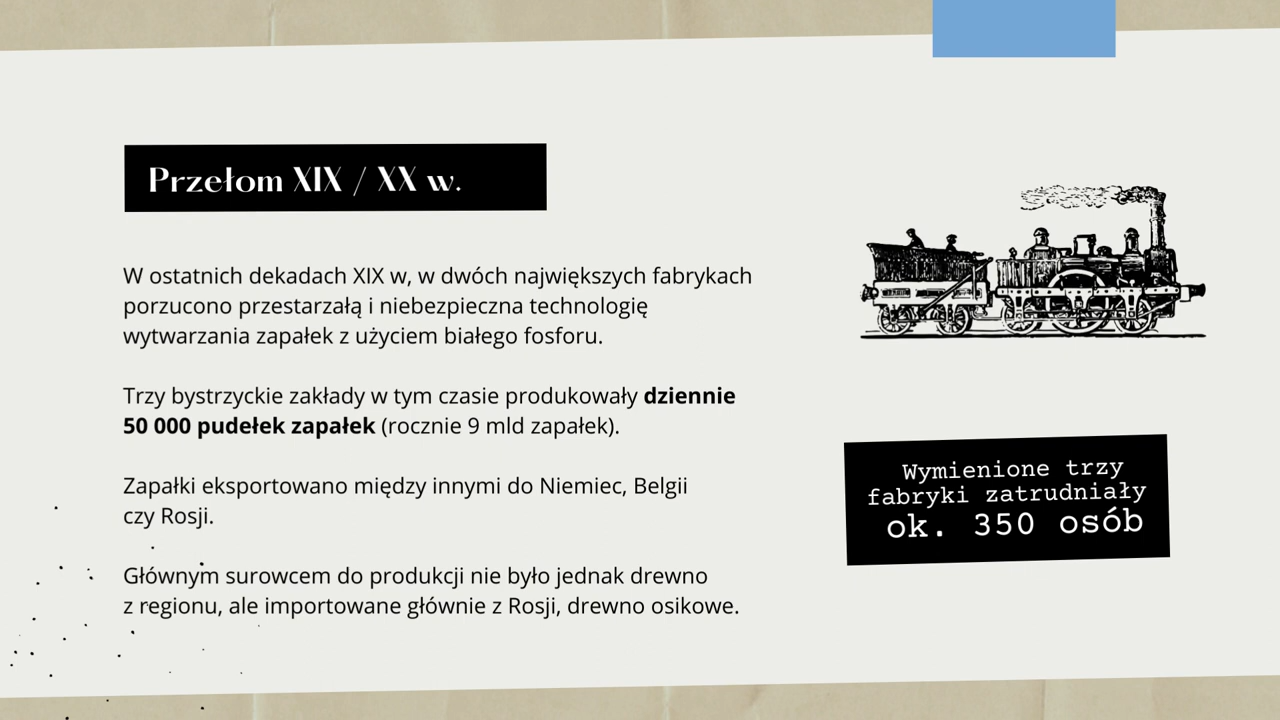 Przełom XIX / XX w.
W ostatnich dekadach XIX w, w dwóch największych fabrykach
porzucono przestarzałą i niebezpieczna technologię
wytwarzania zapałek z użyciem białego fosforu.
Trzy bystrzyckie zakłady w tym czasie produkowały dziennie
50 000 pudełek zapałek (rocznie 9 mld zapałek).
Zapałki eksportowano między innymi do Niemiec, Belgii
czy Rosji.
Głównym surowcem do produkcji nie było jednak drewno
z regionu, ale importowane głównie z Rosji, drewno osikowe.
Wymienione trzy
fabryki zatrudniały
ok. 350 osób